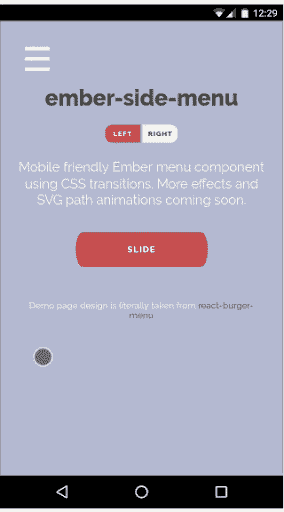 12:29
ember-side-menu
LEFT RIGHT
Mobile friendly Ember menu component
using CSS transitions. More effects and
SVG path animations coming soon.
SLIDE
Demo page design is literally taken from react-burger-
menu